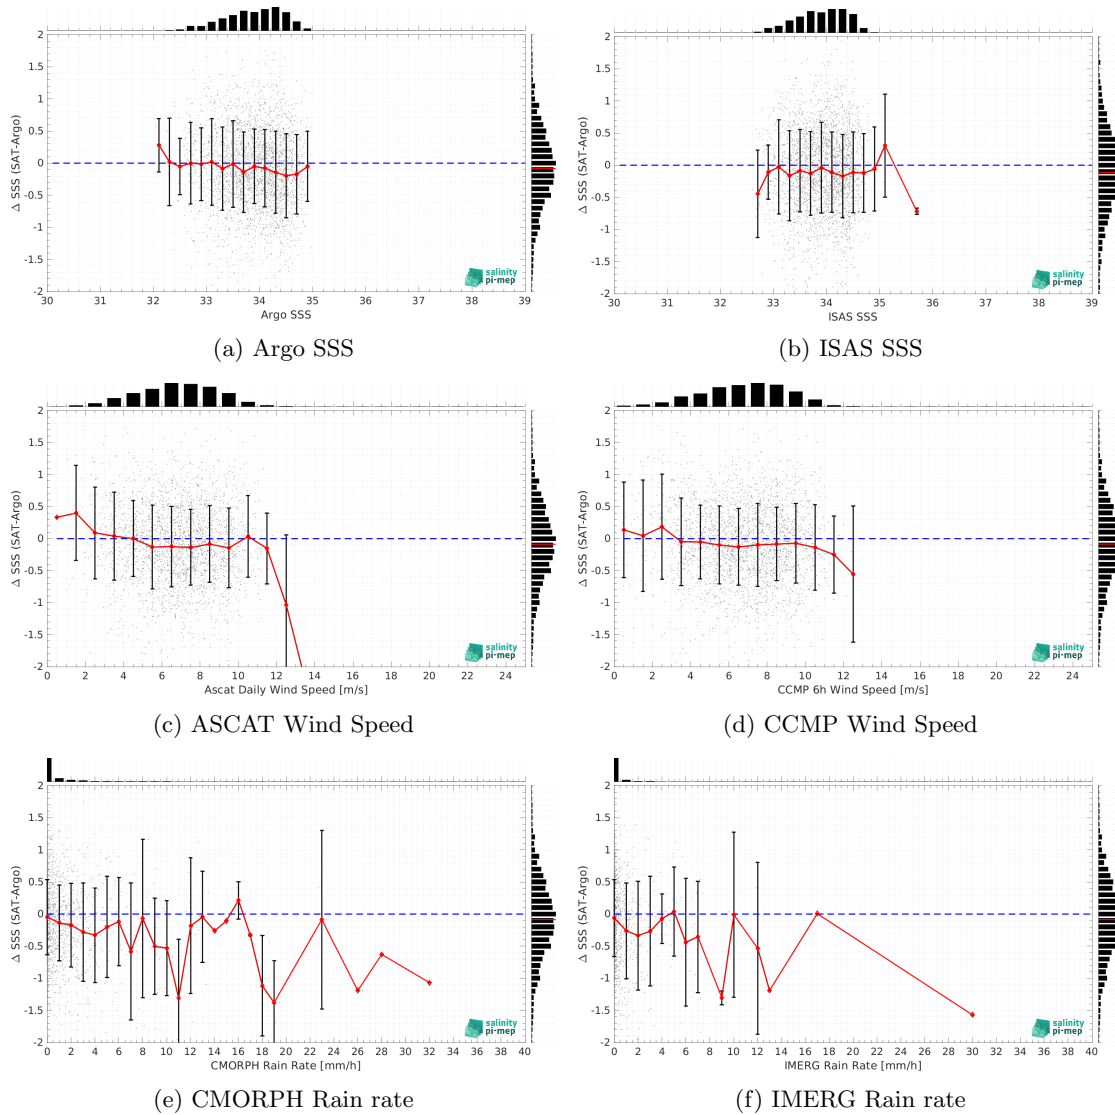 2
1.5
1
0.5
0
-0.5
-1
-1.5
-2
Δ SSS (SAT-Argo)
30 31 32 33 34 35 36 37 38 39
Argo SSS
salinity
pi-mep
(a) Argo SSS
2
1.5
1
0.5
0
-0.5
-1
-1.5
-2
Δ SSS (SAT-Argo)
30 31 32 33 34 35 36 37 38 39
ISAS SSS
salinity
pi-mep
(b) ISAS SSS
2
1.5
1
0.5
0
-0.5
-1
-1.5
-2
Δ SSS (SAT-Argo)
0 2 4 6 8 10 12 14 16 18 20 22 24
Ascat Daily Wind Speed [m/s]
salinity
pi-mep
(c) ASCAT Wind Speed
2
1.5
1
0.5
0
-0.5
-1
-1.5
-2
Δ SSS (SAT-Argo)
0 2 4 6 8 10 12 14 16 18 20 22 24
CCMP 6h Wind Speed [m/s]
salinity
pi-mep
(d) CCMP Wind Speed
2
1.5
1
0.5
0
-0.5
-1
-1.5
-2
Δ SSS (SAT-Argo)
0 2 4 6 8 10 12 14 16 18 20 22 24 26 28 30 32 34 36 38 40
CMORPH Rain Rate [mm/h]
salinity
pi-mep
(e) CMORPH Rain rate
2
1.5
1
0.5
0
-0.5
-1
-1.5
-2
Δ SSS (SAT-Argo)
0 2 4 6 8 10 12 14 16 18 20 22 24 26 28 30 32 34 36 38 40
IMERG Rain Rate [mm/h]
salinity
pi-mep
(f) IMERG Rain rate